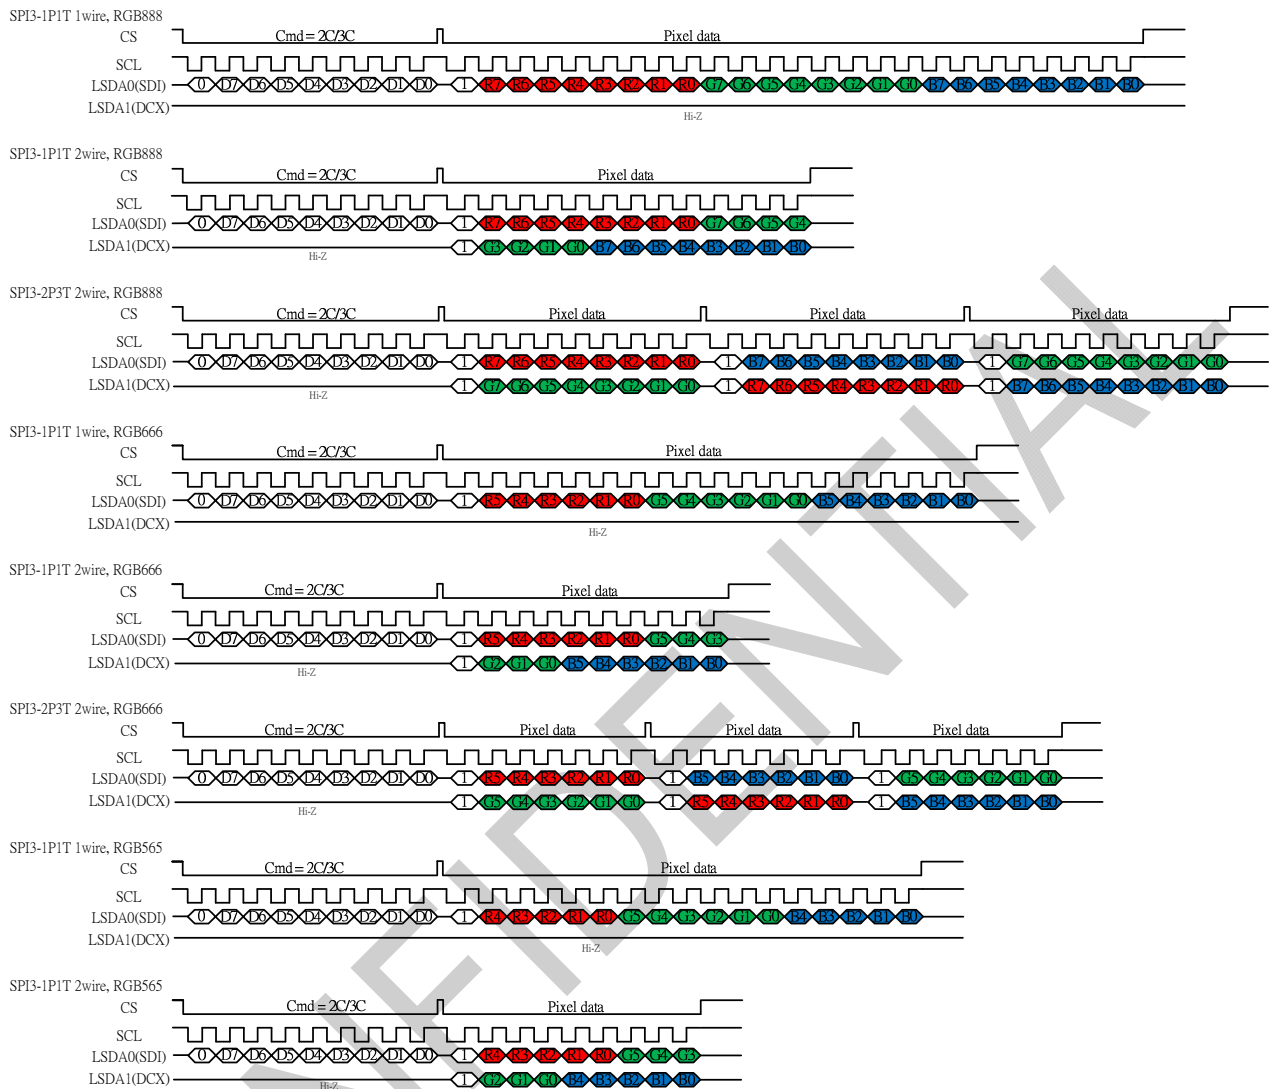 SPI3-1P1T 1wire, RGB888
CS Cmd = 2C/3C Pixel data
SCL
LSDA0(SDI) 0 D7 D6 D5 D4 D3 D2 D1 D0 1 R7 R6 R5 R4 R3 R2 R1 R0 G7 G6 G5 G4 G3 G2 G1 G0 B7 B6 B5 B4 B3 B2 B1 B0
LSDA1(DCX)
Hi-Z
SPI3-1P1T 2wire, RGB888
CS Cmd = 2C/3C Pixel data
SCL
LSDA0(SDI) 0 D7 D6 D5 D4 D3 D2 D1 D0 1 R7 R6 R5 R4 R3 R2 R1 R0 G7 G6 G5 G4
LSDA1(DCX) 1 G3 G2 G1 G0 B7 B6 B5 B4 B3 B2 B1 B0
Hi-Z
SPI3-2P3T 2wire, RGB888
CS Cmd = 2C/3C Pixel data Pixel data Pixel data
SCL
LSDA0(SDI) 0 D7 D6 D5 D4 D3 D2 D1 D0 1 R7 R6 R5 R4 R3 R2 R1 R0 1 B7 B6 B5 B4 B3 B2 B1 B0 1 G7 G6 G5 G4 G3 G2 G1 G0
LSDA1(DCX) 1 G7 G6 G5 G4 G3 G2 G1 G0 1 R7 R6 R5 R4 R3 R2 R1 R0 1 B7 B6 B5 B4 B3 B2 B1 B0
Hi-Z
SPI3-1P1T 1wire, RGB666
CS Cmd = 2C/3C Pixel data
SCL
LSDA0(SDI) 0 D7 D6 D5 D4 D3 D2 D1 D0 1 R5 R4 R3 R2 R1 R0 G5 G4 G3 G2 G1 G0 B5 B4 B3 B2 B1 B0
LSDA1(DCX)
Hi-Z
SPI3-1P1T 2wire, RGB666
CS Cmd = 2C/3C Pixel data
SCL
LSDA0(SDI) 0 D7 D6 D5 D4 D3 D2 D1 D0 1 R5 R4 R3 R2 R1 R0 G5 G4 G3
LSDA1(DCX) 1 G2 G1 G0 B5 B4 B3 B2 B1 B0
Hi-Z
SPI3-2P3T 2wire, RGB666
CS Cmd = 2C/3C Pixel data Pixel data Pixel data
SCL
LSDA0(SDI) 0 D7 D6 D5 D4 D3 D2 D1 D0 1 R5 R4 R3 R2 R1 R0 1 B5 B4 B3 B2 B1 B0 1 G5 G4 G3 G2 G1 G0
LSDA1(DCX) 1 G5 G4 G3 G2 G1 G0 1 R5 R4 R3 R2 R1 R0 1 B5 B4 B3 B2 B1 B0
Hi-Z
SPI3-1P1T 1wire, RGB565
CS Cmd = 2C/3C Pixel data
SCL
LSDA0(SDI) 0 D7 D6 D5 D4 D3 D2 D1 D0 1 R4 R3 R2 R1 R0 G5 G4 G3 G2 G1 G0 B4 B3 B2 B1 B0
LSDA1(DCX)
Hi-Z
SPI3-1P1T 2wire, RGB565
CS Cmd = 2C/3C Pixel data
SCL
LSDA0(SDI) 0 D7 D6 D5 D4 D3 D2 D1 D0 1 R4 R3 R2 R1 R0 G5 G4 G3
LSDA1(DCX) 1 G2 G1 G0 B4 B3 B2 B1 B0
Hi-Z
NFIDENTIAL